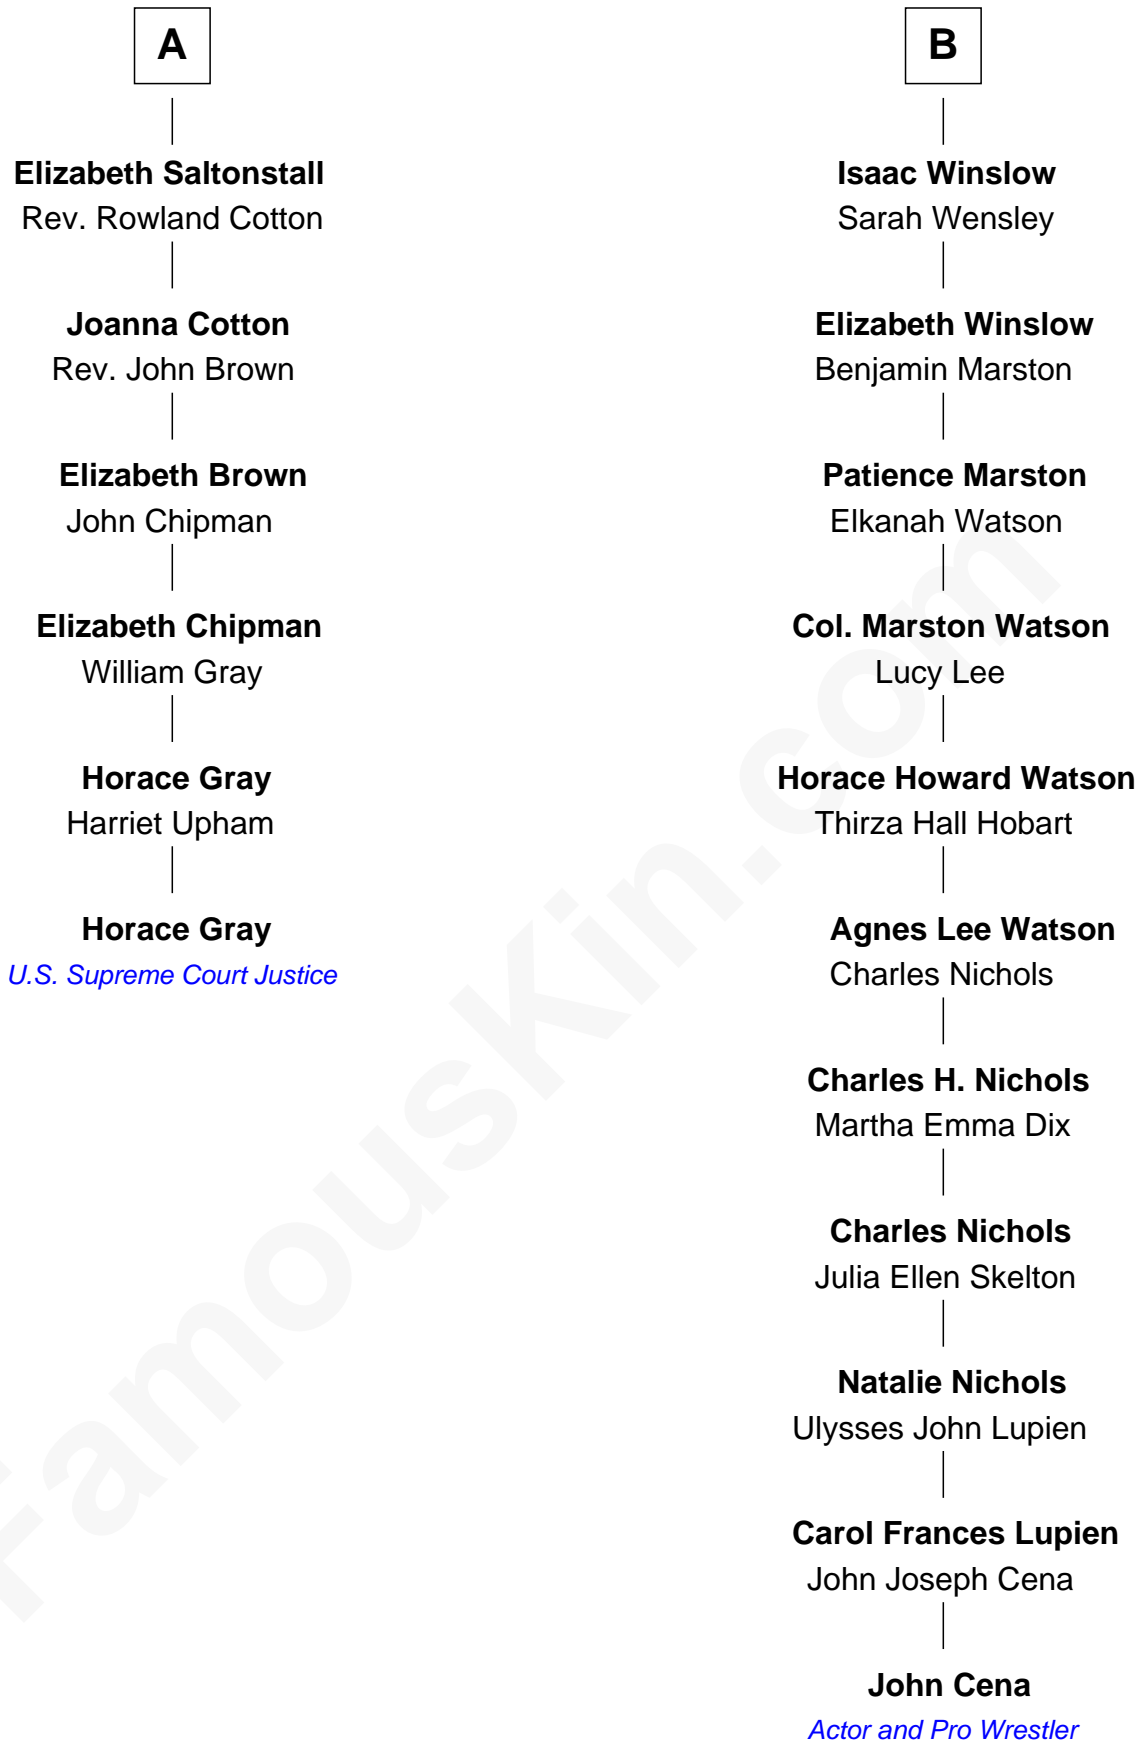 A
Elizabeth Saltonstall
Rev. Rowland Cotton
Joanna Cotton
Rev. John Brown
Elizabeth Brown
John Chipman
Elizabeth Chipman
William Gray
Horace Gray
Harriet Upham
Horace Gray
U.S. Supreme Court Justice
B
Isaac Winslow
Sarah Wensley
Elizabeth Winslow
Benjamin Marston
Patience Marston
Elkanah Watson
Col. Marston Watson
Lucy Lee
Horace Howard Watson
Thirza Hall Hobart
Agnes Lee Watson
Charles Nichols
Charles H. Nichols
Martha Emma Dix
Charles Nichols
Julia Ellen Skelton
Natalie Nichols
Ulysses John Lupien
Carol Frances Lupien
John Joseph Cena
John Cena
Actor and Pro Wrestler
FamousKin.com